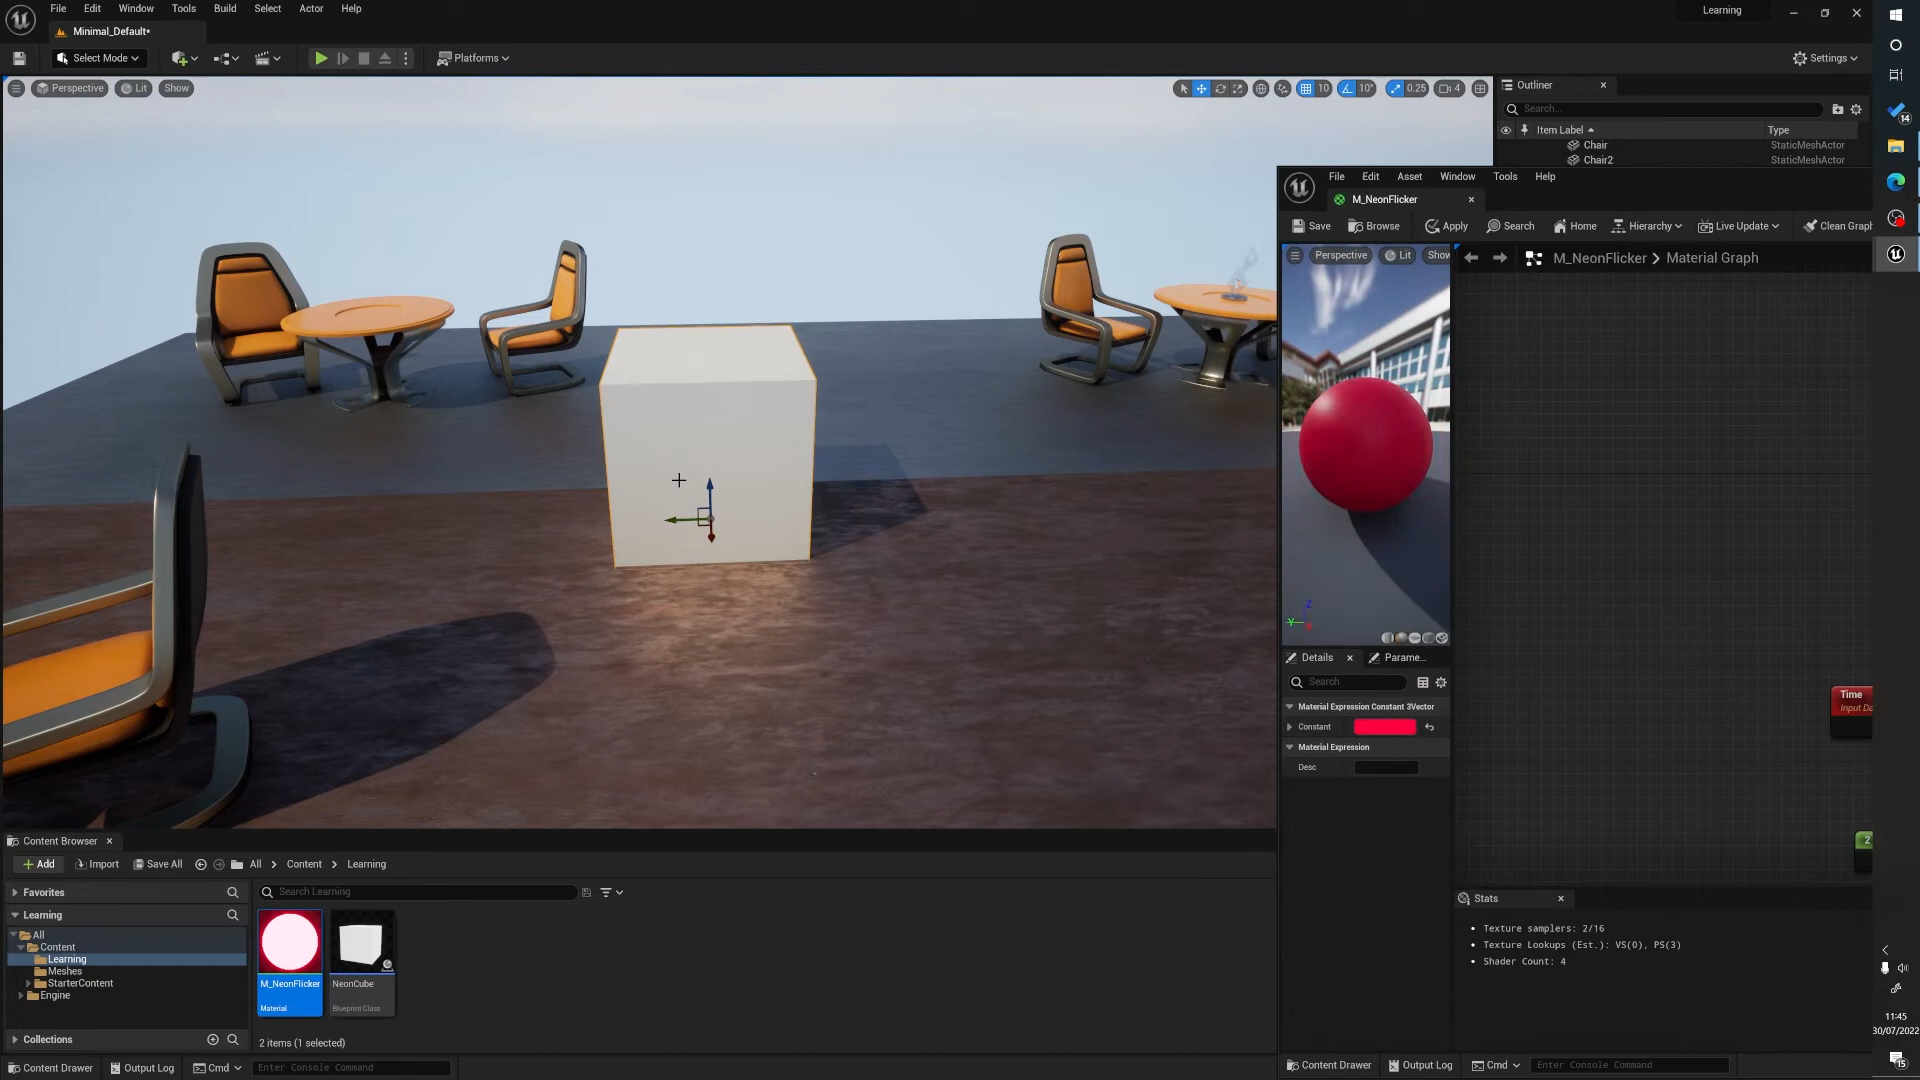 File Edit Window Tools Build Select Actor Help
Learning
Minimal_Default*
Select Mode
Platforms
Settings
Perspective Lit Show
10 10° 0.25 4
Outliner
Search...
Item Label Type
Chair StaticMeshActor
Chair2 StaticMeshActor
14
File Edit Asset Window Tools Help
M_NeonFlicker
Save Browse Apply Search Home Hierarchy Live Update Clean Graph
Perspective Lit Show
M_NeonFlicker > Material Graph
Z
Y
X
Details Parame...
Search
Material Expression Constant 3Vector
Constant
Material Expression
Desc
Time
Input Da
2
Stats
Texture samplers: 2/16
Texture Lookups (Est.): VS(0), PS(3)
Shader Count: 4
Content Browser
Add Import Save All All > Content > Learning
Favorites
Search Learning
Learning
All
Content
Learning
Meshes
StarterContent
Engine
M_NeonFlicker
Material
NeonCube
Blueprint Class
Collections
2 items (1 selected)
Content Drawer Output Log Cmd Enter Console Command
Content Drawer Output Log Cmd Enter Console Command
11:45
30/07/2022
15